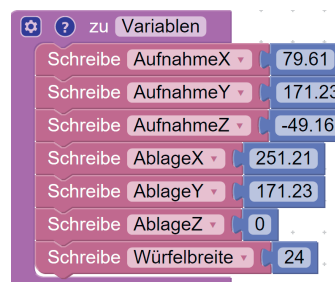 ? zu Variablen
Schreibe AufnahmeX 79.61
Schreibe AufnahmeY 171.23
Schreibe AufnahmeZ -49.16
Schreibe AblageX 251.21
Schreibe AblageY 171.23
Schreibe AblageZ 0
Schreibe Würfelbreite 24